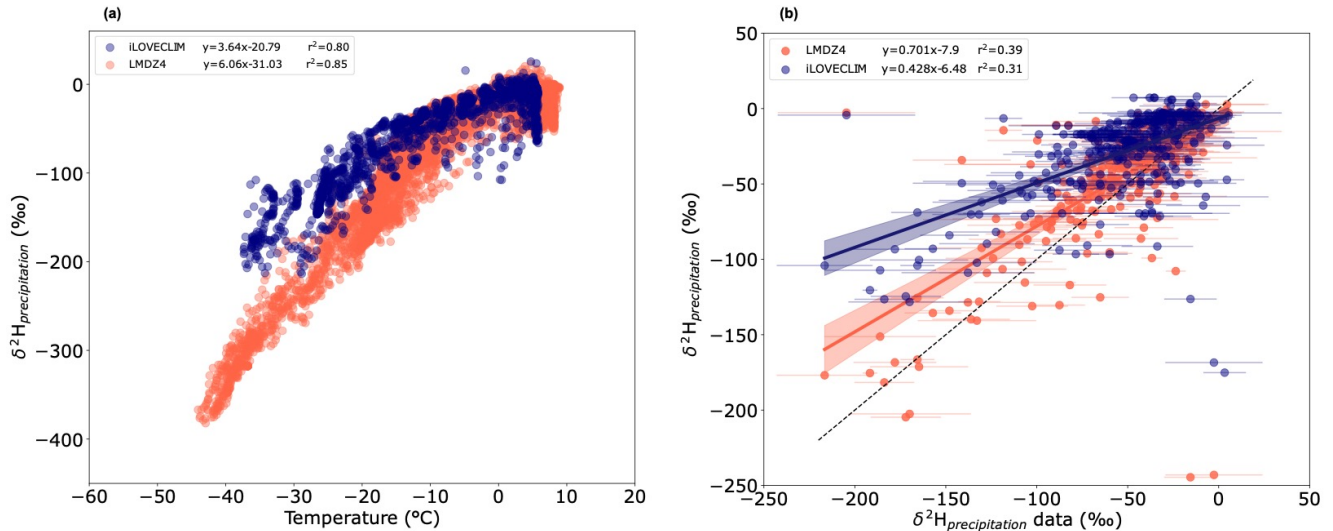 (a)
iLOVECLIM y=3.64x-20.79 r²=0.80
LMDZ4 y=6.06x-31.03 r²=0.85
0
−100
−200
−300
−400
δ²Hprecipitation (‰)
−60 −50 −40 −30 −20 −10 0 10 20
Temperature (°C)
(b)
LMDZ4 y=0.701x-7.9 r²=0.39
iLOVECLIM y=0.428x-6.48 r²=0.31
50
0
−50
−100
−150
−200
−250
δ²Hprecipitation (‰)
−250 −200 −150 −100 −50 0 50
δ²Hprecipitation data (‰)